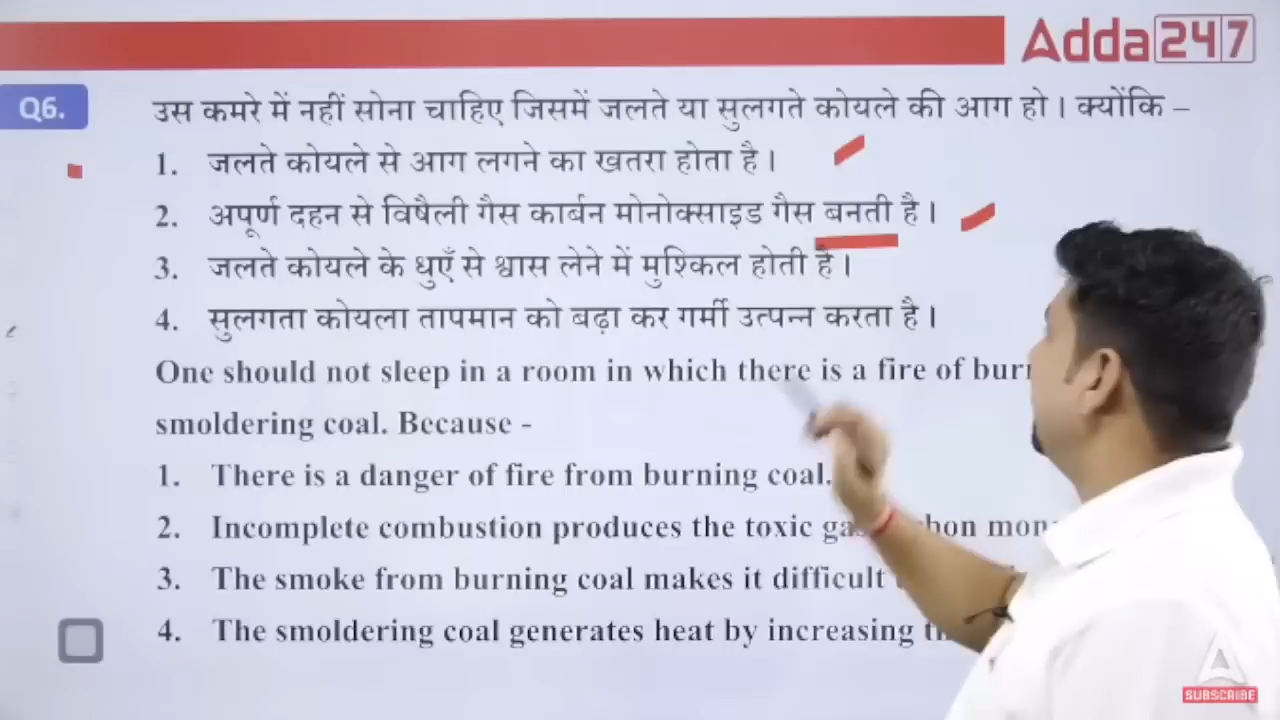 Adda247
Q6.
उस कमरे में नहीं सोना चाहिए जिसमें जलते या सुलगते कोयले की आग हो। क्योंकि –
1. जलते कोयले से आग लगने का खतरा होता है।
2. अपूर्ण दहन से विषैली गैस कार्बन मोनोक्साइड गैस बनती है।
3. जलते कोयले के धुएँ से श्वास लेने में मुश्किल होती है।
4. सुलगता कोयला तापमान को बढ़ा कर गर्मी उत्पन्न करता है।
One should not sleep in a room in which there is a fire of
smoldering coal. Because -
1. There is a danger of fire from burning coal.
2. Incomplete combustion produces the toxic
3. The smoke from burning coal makes it difficult
4. The smoldering coal generates heat by increasing
SUBSCRIBE